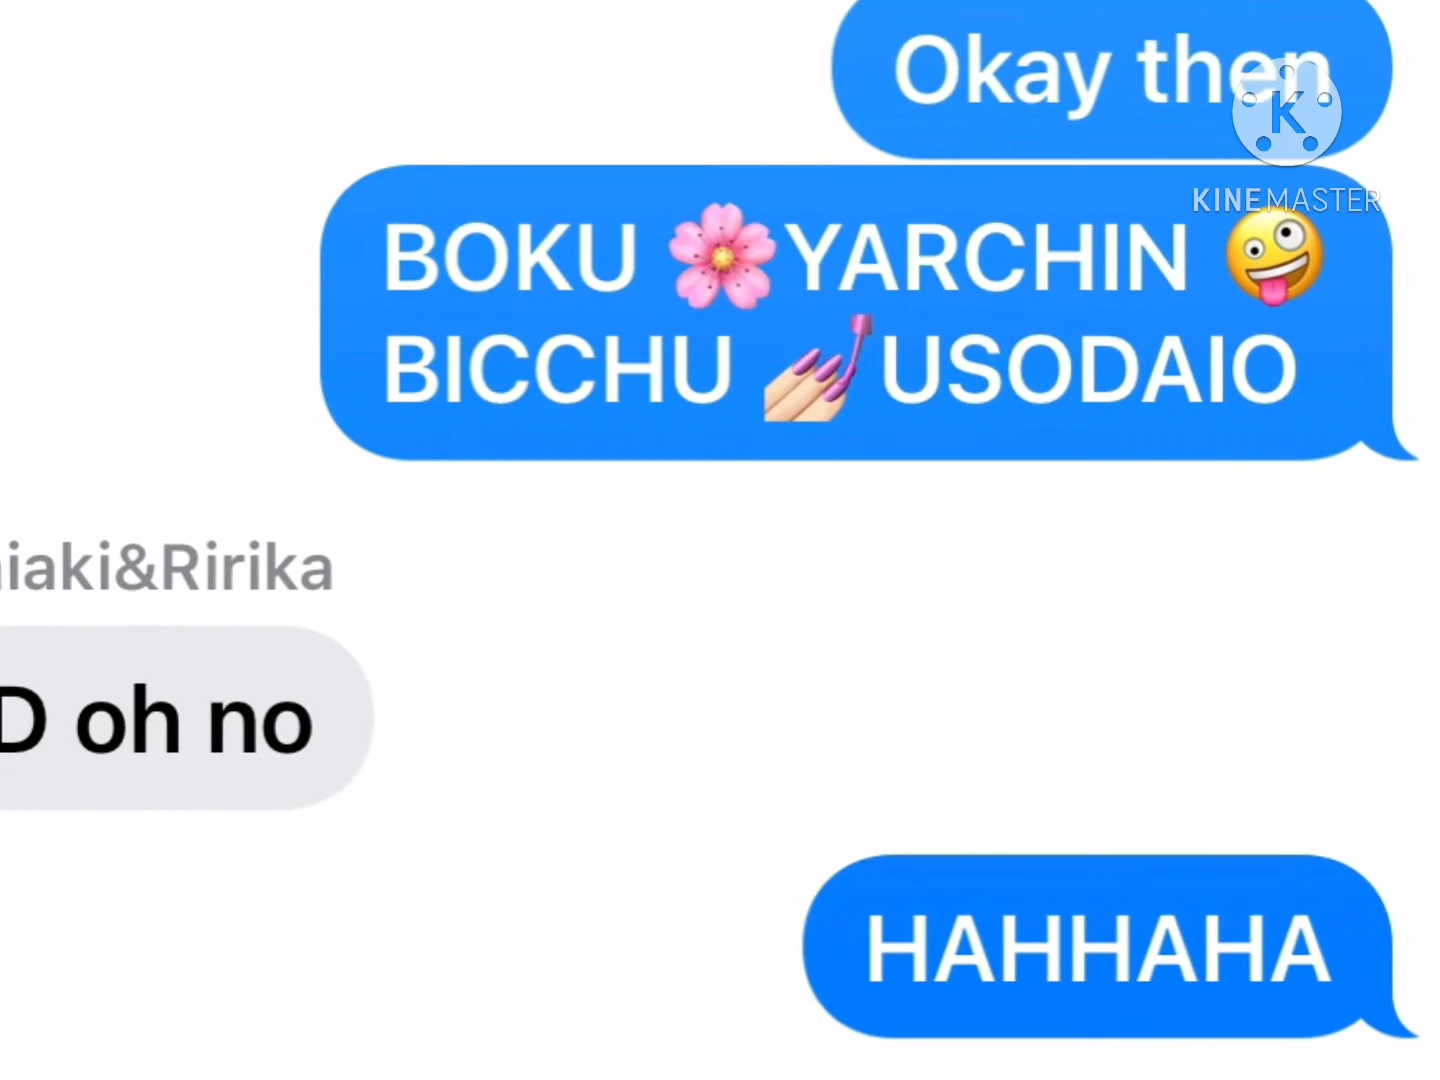 Okay then
KINEMASTER
BOKU 🌸YARCHIN 🤪
BICCHU 💅🏻USODAIO
iaki&Ririka
D oh no
HAHHAHA